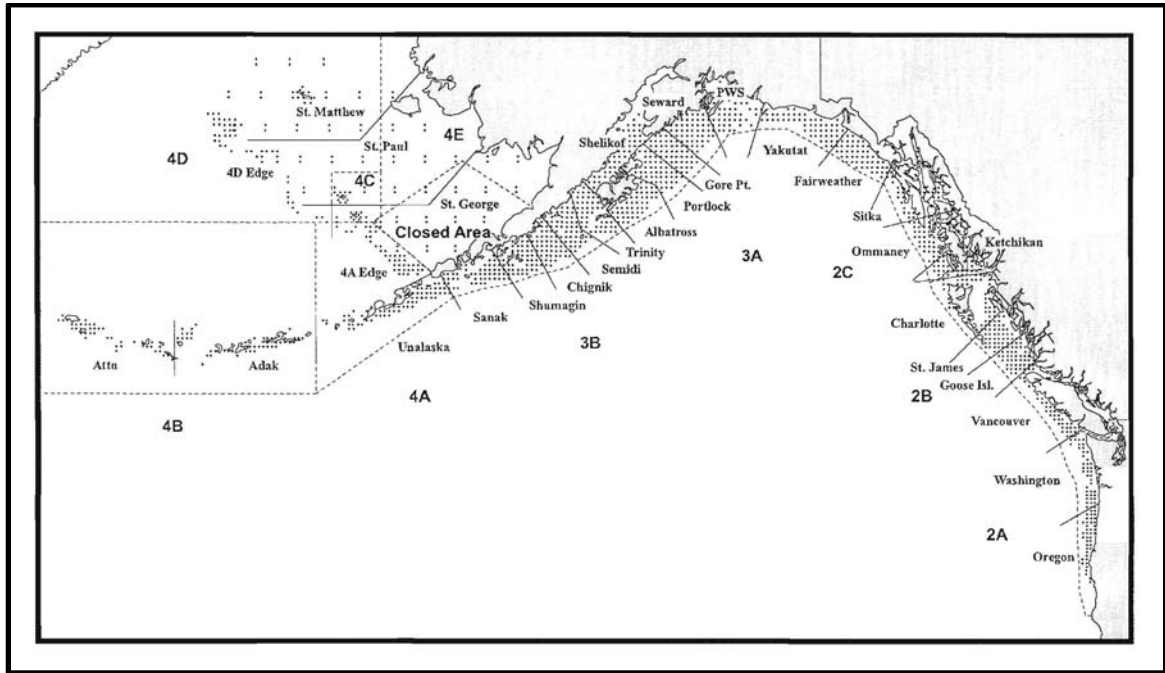 PWS
Seward
St. Matthew
4E
Shelikof
St. Paul
Yakutat
4D
4D Edge
4C
Gore Pt.
Fairweather
St. George
Portlock
Sitka
Closed Area
Albatross
Ketchikan
Trinity
3A
Ommaney
4A Edge
Semidi
2C
Chignik
Shumagin
Sanak
Charlotte
Unalaska
3B
Attu
Adak
St. James
Goose Isl.
4A
2B
4B
Vancouver
Washington
2A
Oregon